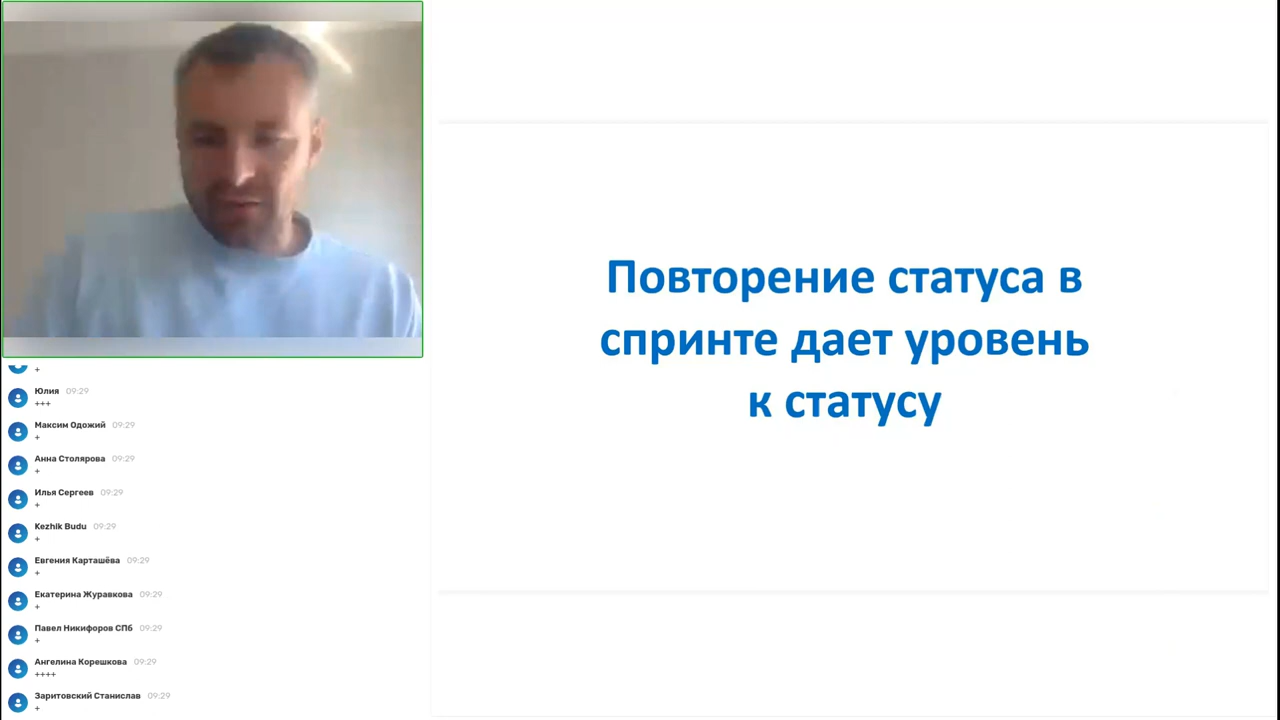 +
Юлия 09:29
+++
Максим Одожий 09:29
+
Анна Столярова 09:29
+
Илья Сергеев 09:29
+
Kezhik Budu 09:29
+
Евгения Карташёва 09:29
+
Екатерина Журавкова 09:29
+
Павел Никифоров СПб 09:29
+
Ангелина Корешкова 09:29
++++
Заритовский Станислав 09:29
+
Повторение статуса в
спринте дает уровень
к статусу